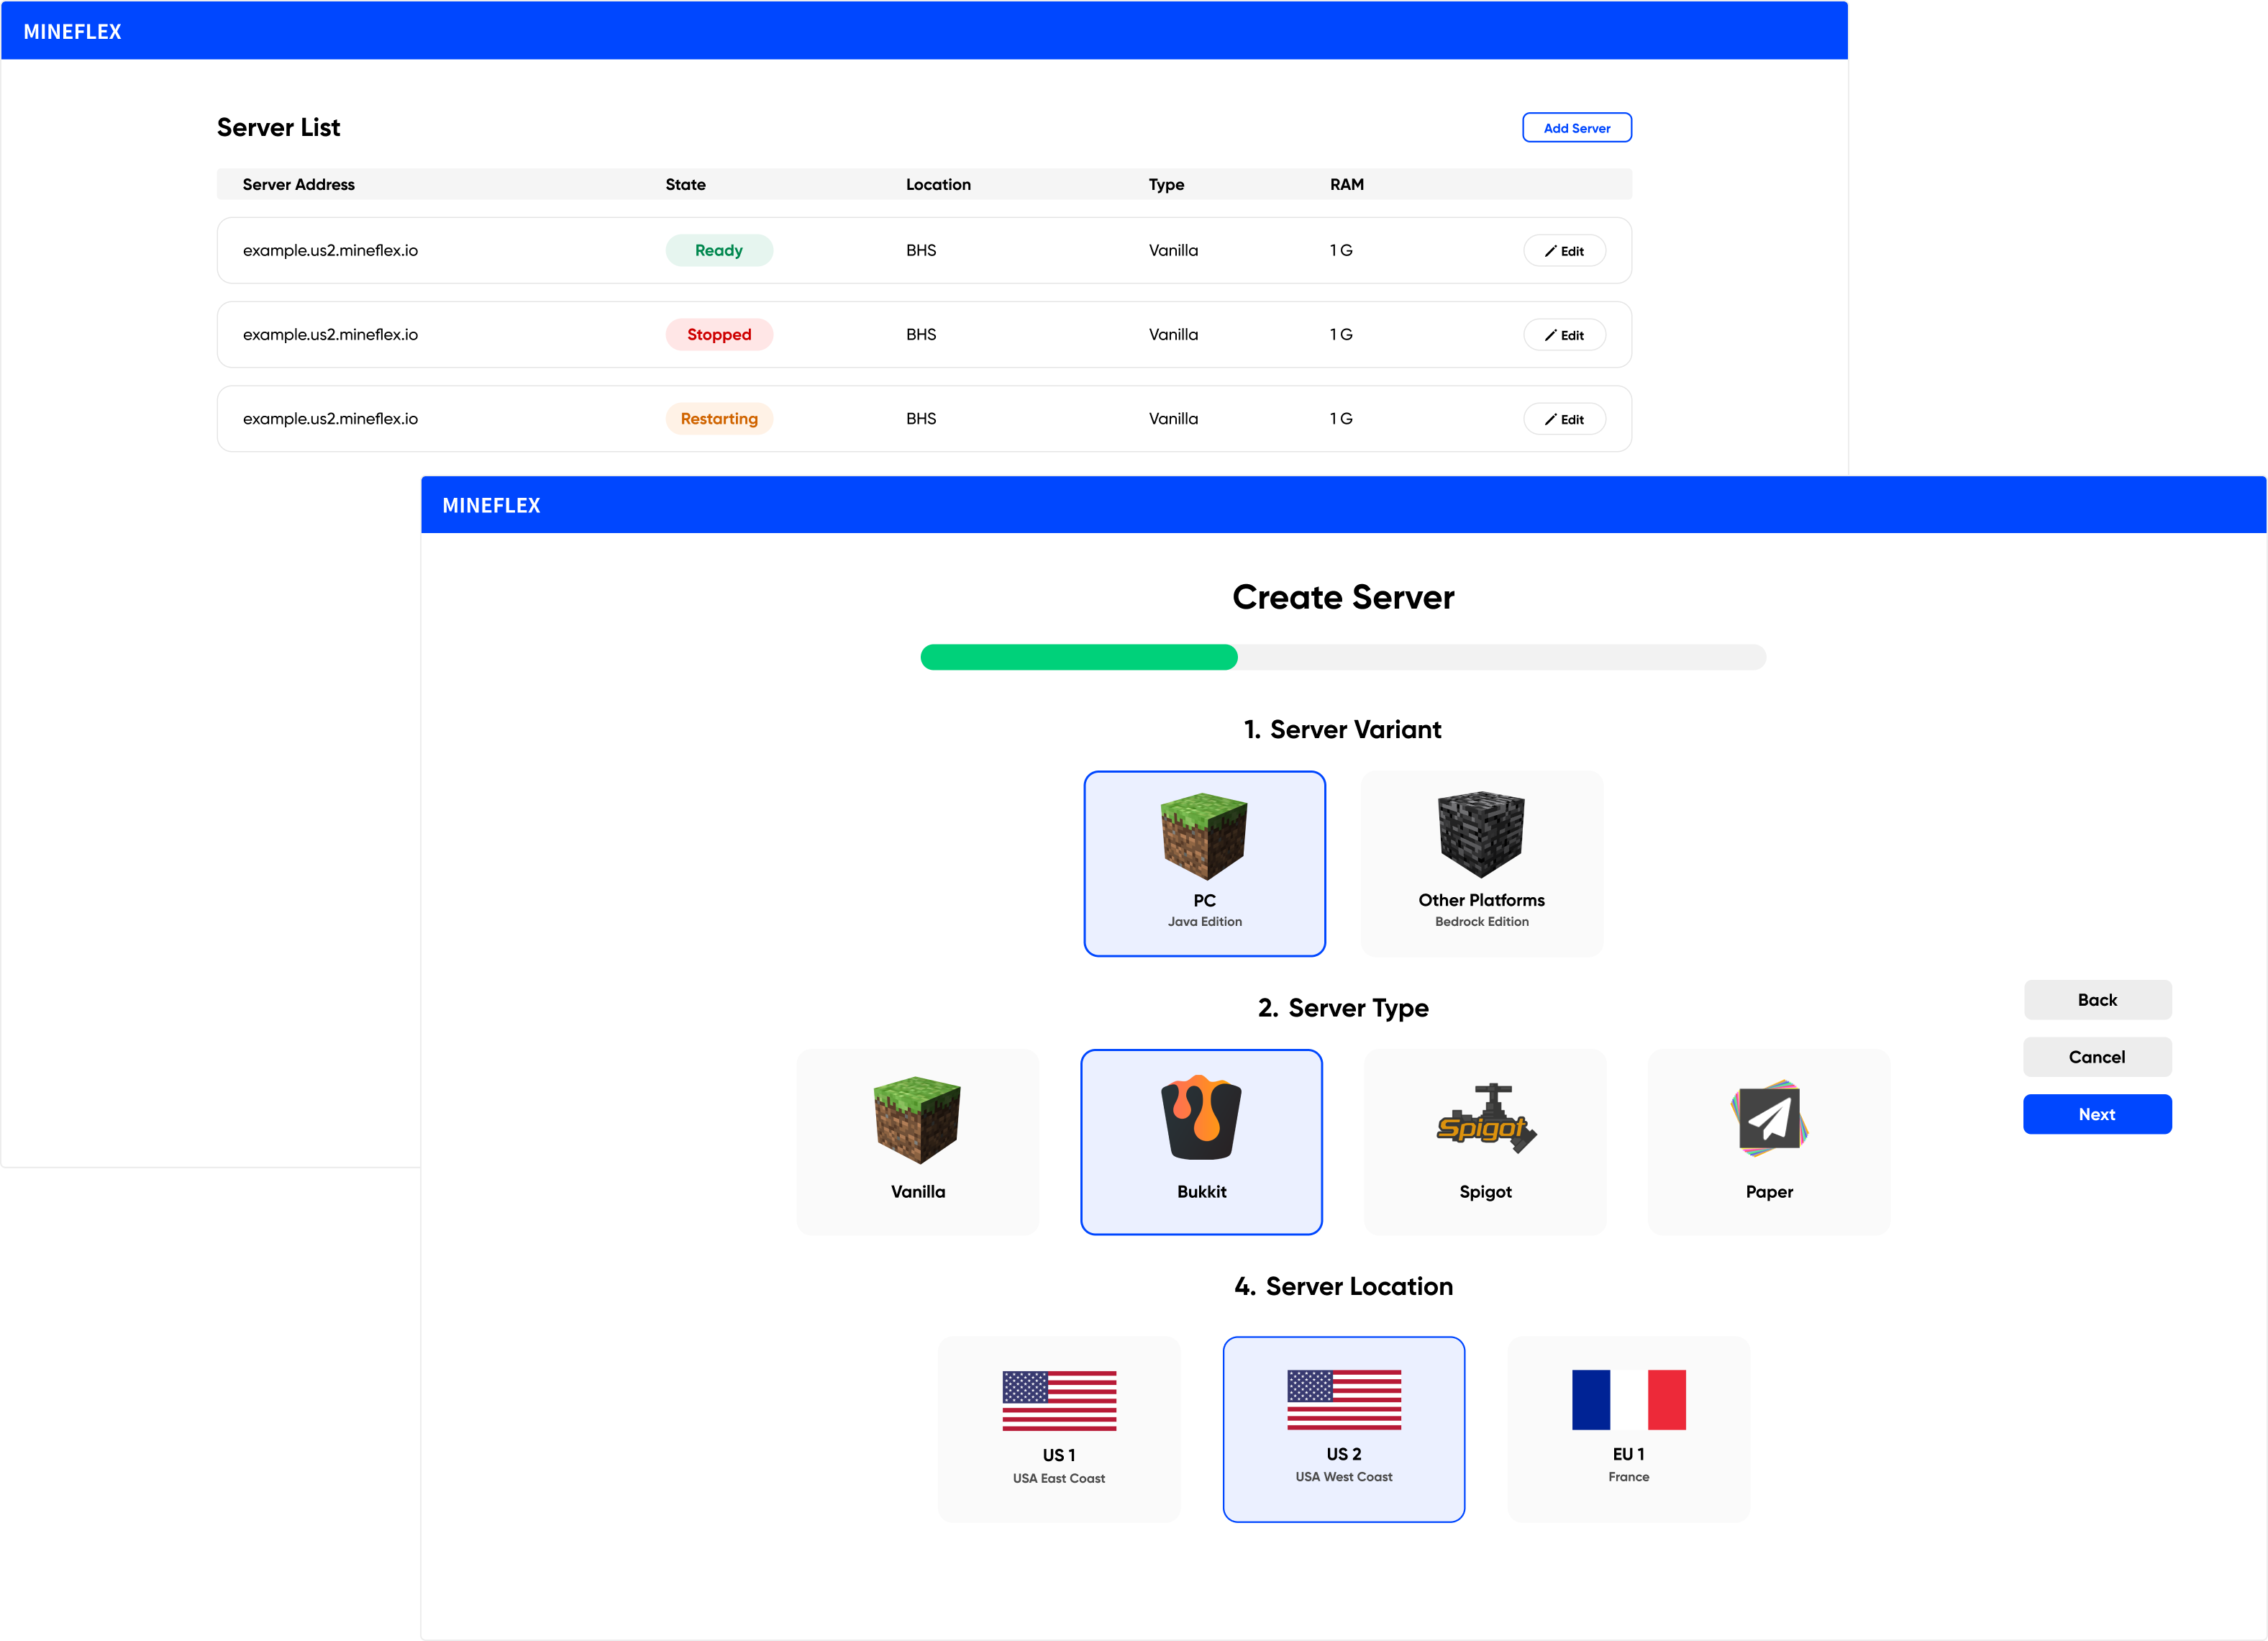 MINEFLEX
Server List
Add Server
Server Address State Location Type RAM
example.us2.mineflex.io Ready BHS Vanilla 1 G Edit
example.us2.mineflex.io Stopped BHS Vanilla 1 G Edit
example.us2.mineflex.io Restarting BHS Vanilla 1 G Edit
MINEFLEX
Create Server
1. Server Variant
PC
Java Edition
Other Platforms
Bedrock Edition
2. Server Type
Vanilla
Bukkit
Spigot
Spigot
Paper
Back
Cancel
Next
4. Server Location
US 1
USA East Coast
US 2
USA West Coast
EU 1
France